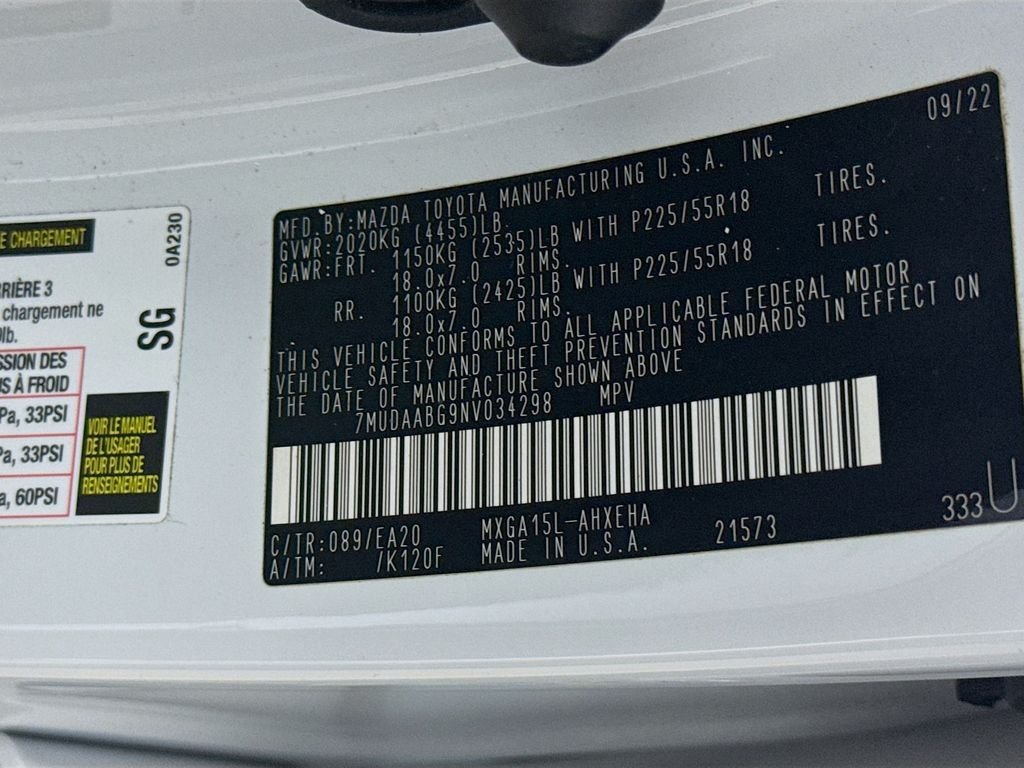 E CHARGEMENT
0A230
RIÈRE 3
chargement ne
lb.
SG
SSION DES
US À FROID
Pa, 33PSI
Pa, 33PSI
a, 60PSI
VOIR LE MANUEL
DE L'USAGER
POUR PLUS DE
RENSEIGNEMENTS
09/22
MFD.BY:MAZDA TOYOTA MANUFACTURING U.S.A. INC.
GVWR:2020KG (4455)LB
GAWR:FRT. 1150KG (2535)LB WITH P225/55R18 TIRES.
18.0x7.0 RIMS.
RR. 1100KG (2425)LB WITH P225/55R18 TIRES.
18.0x7.0 RIMS.
THIS VEHICLE CONFORMS TO ALL APPLICABLE FEDERAL MOTOR
VEHICLE SAFETY AND THEFT PREVENTION STANDARDS IN EFFECT ON
THE DATE OF MANUFACTURE SHOWN ABOVE
7MUDAABG9NV034298 MPV
C/TR:089/EA20 MXGA15L-AHXEHA 21573 333 U
A/TM: /K120F MADE IN U.S.A.